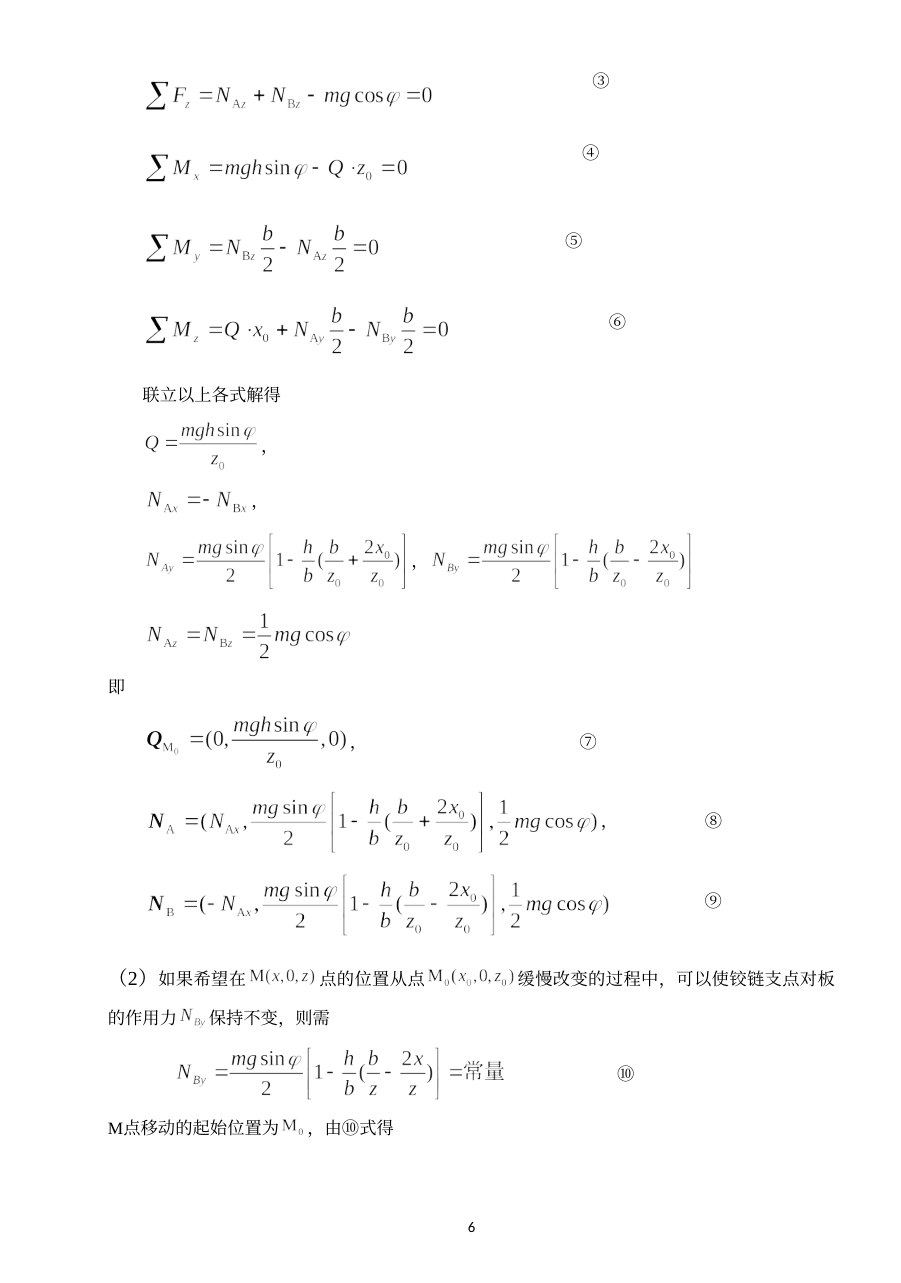 ∑F_z = N_Az + N_Bz − mg cos φ = 0 ③
∑M_x = mgh sin φ − Q · z_0 = 0 ④
∑M_y = N_Bz b/2 − N_Az b/2 = 0 ⑤
∑M_z = Q · x_0 + N_Ay b/2 − N_By b/2 = 0 ⑥
联立以上各式解得
Q = mgh sin φ / z_0 ，
N_Ax = − N_Bx ，
N_Ay = mg sin φ / 2 [1 − h/b (b/z_0 + 2x_0/z_0)] ， N_By = mg sin φ / 2 [1 − h/b (b/z_0 − 2x_0/z_0)]
N_Az = N_Bz = 1/2 mg cos φ
即
Q_M_0 = (0, mgh sin φ / z_0 , 0) ， ⑦
N_A = (N_Ax, mg sin φ / 2 [1 − h/b (b/z_0 + 2x_0/z_0)], 1/2 mg cos φ) ， ⑧
N_B = (− N_Ax, mg sin φ / 2 [1 − h/b (b/z_0 − 2x_0/z_0)], 1/2 mg cos φ) ⑨
（2）如果希望在 M(x,0,z) 点的位置从点 M_0(x_0,0,z_0) 缓慢改变的过程中，可以使铰链支点对板
的作用力 N_By 保持不变，则需
N_By = mg sin φ / 2 [1 − h/b (b/z − 2x/z)] =常量 ⑩
M点移动的起始位置为 M_0 ，由⑩式得
6